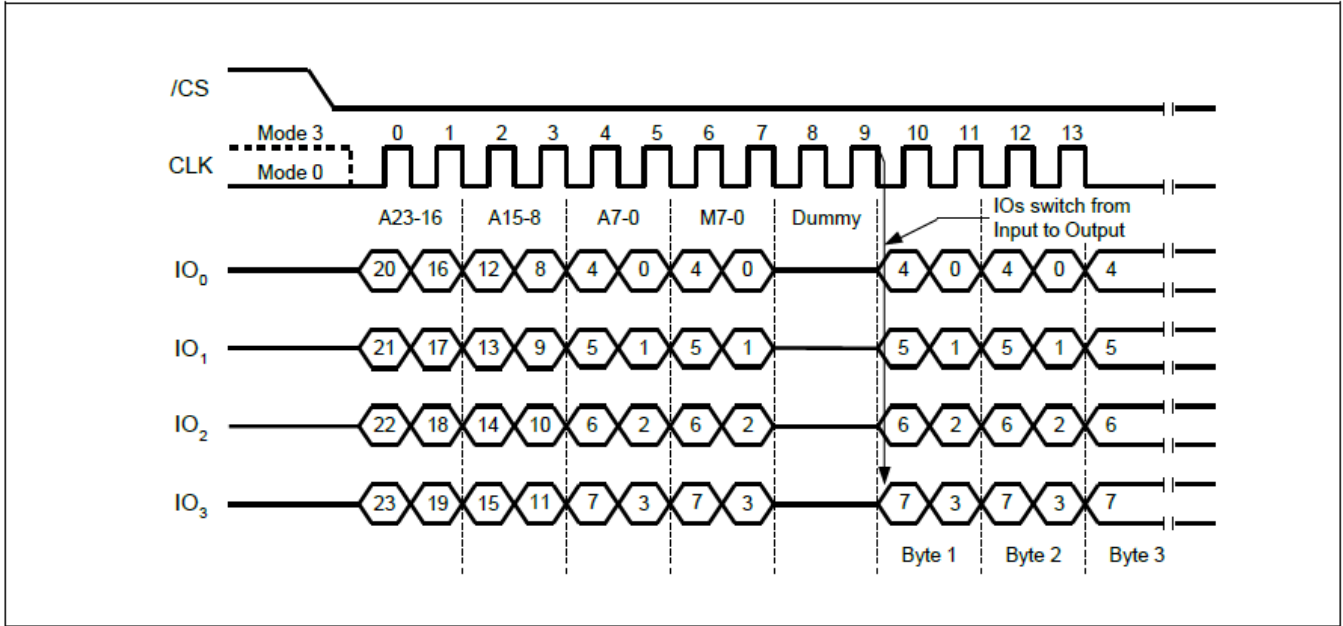 /CS
Mode 3 0 1 2 3 4 5 6 7 8 9 10 11 12 13
CLK
Mode 0
A23-16 A15-8 A7-0 M7-0 Dummy
IOs switch from
Input to Output
IO0 20 16 12 8 4 0 4 0 4 0 4 0 4
IO1 21 17 13 9 5 1 5 1 5 1 5 1 5
IO2 22 18 14 10 6 2 6 2 6 2 6 2 6
IO3 23 19 15 11 7 3 7 3 7 3 7 3 7
Byte 1 Byte 2 Byte 3